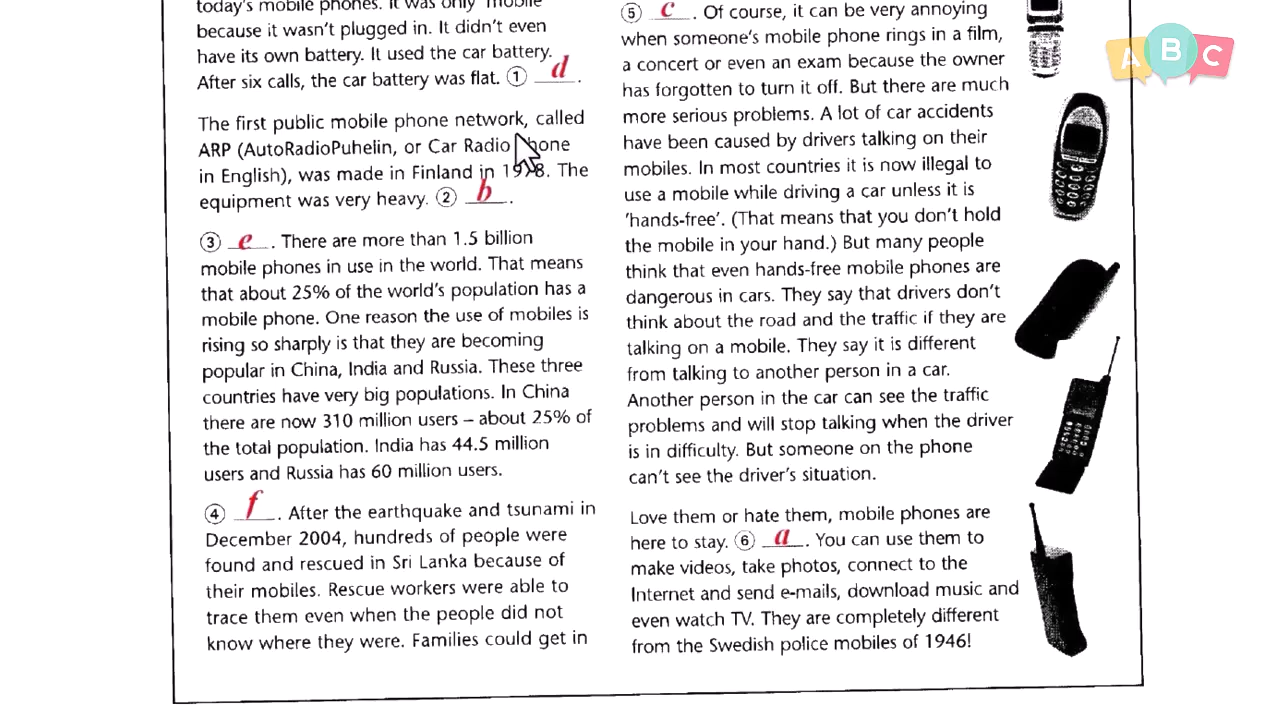 today's mobile phones. It was only 'mobile'
because it wasn't plugged in. It didn't even
have its own battery. It used the car battery.
After six calls, the car battery was flat. ① d .
The first public mobile phone network, called
ARP (AutoRadioPuhelin, or Car Radio Phone
in English), was made in Finland in The
equipment was very heavy. ② b .
③ e . There are more than 1.5 billion
mobile phones in use in the world. That means
that about 25% of the world's population has a
mobile phone. One reason the use of mobiles is
rising so sharply is that they are becoming
popular in China, India and Russia. These three
countries have very big populations. In China
there are now 310 million users – about 25% of
the total population. India has 44.5 million
users and Russia has 60 million users.
④ f . After the earthquake and tsunami in
December 2004, hundreds of people were
found and rescued in Sri Lanka because of
their mobiles. Rescue workers were able to
trace them even when the people did not
know where they were. Families could get in
⑤ c . Of course, it can be very annoying
when someone's mobile phone rings in a film,
a concert or even an exam because the owner
has forgotten to turn it off. But there are much
more serious problems. A lot of car accidents
have been caused by drivers talking on their
mobiles. In most countries it is now illegal to
use a mobile while driving a car unless it is
'hands-free'. (That means that you don't hold
the mobile in your hand.) But many people
think that even hands-free mobile phones are
dangerous in cars. They say that drivers don't
think about the road and the traffic if they are
talking on a mobile. They say it is different
from talking to another person in a car.
Another person in the car can see the traffic
problems and will stop talking when the driver
is in difficulty. But someone on the phone
can't see the driver's situation.
Love them or hate them, mobile phones are
here to stay. ⑥ a . You can use them to
make videos, take photos, connect to the
Internet and send e-mails, download music and
even watch TV. They are completely different
from the Swedish police mobiles of 1946!
A B C